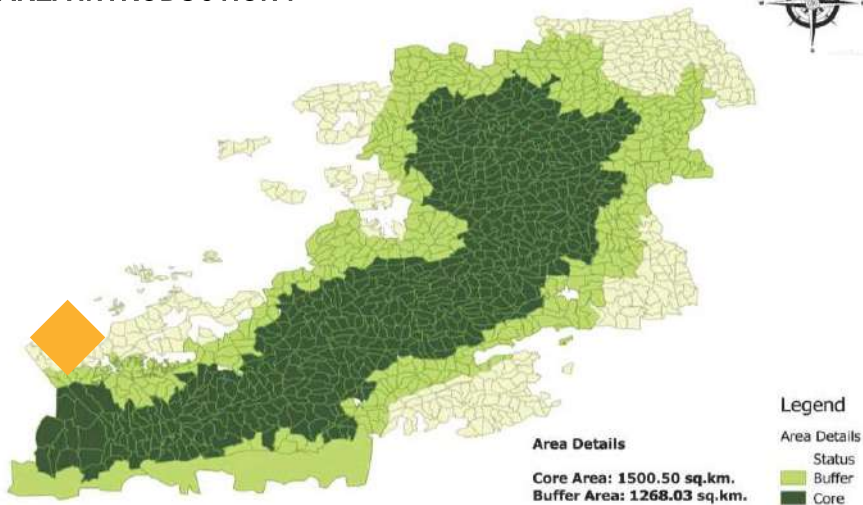 Area Details
Core Area: 1500.50 sq.km.
Buffer Area: 1268.03 sq.km.
Legend
Area Details
Status
Buffer
Core